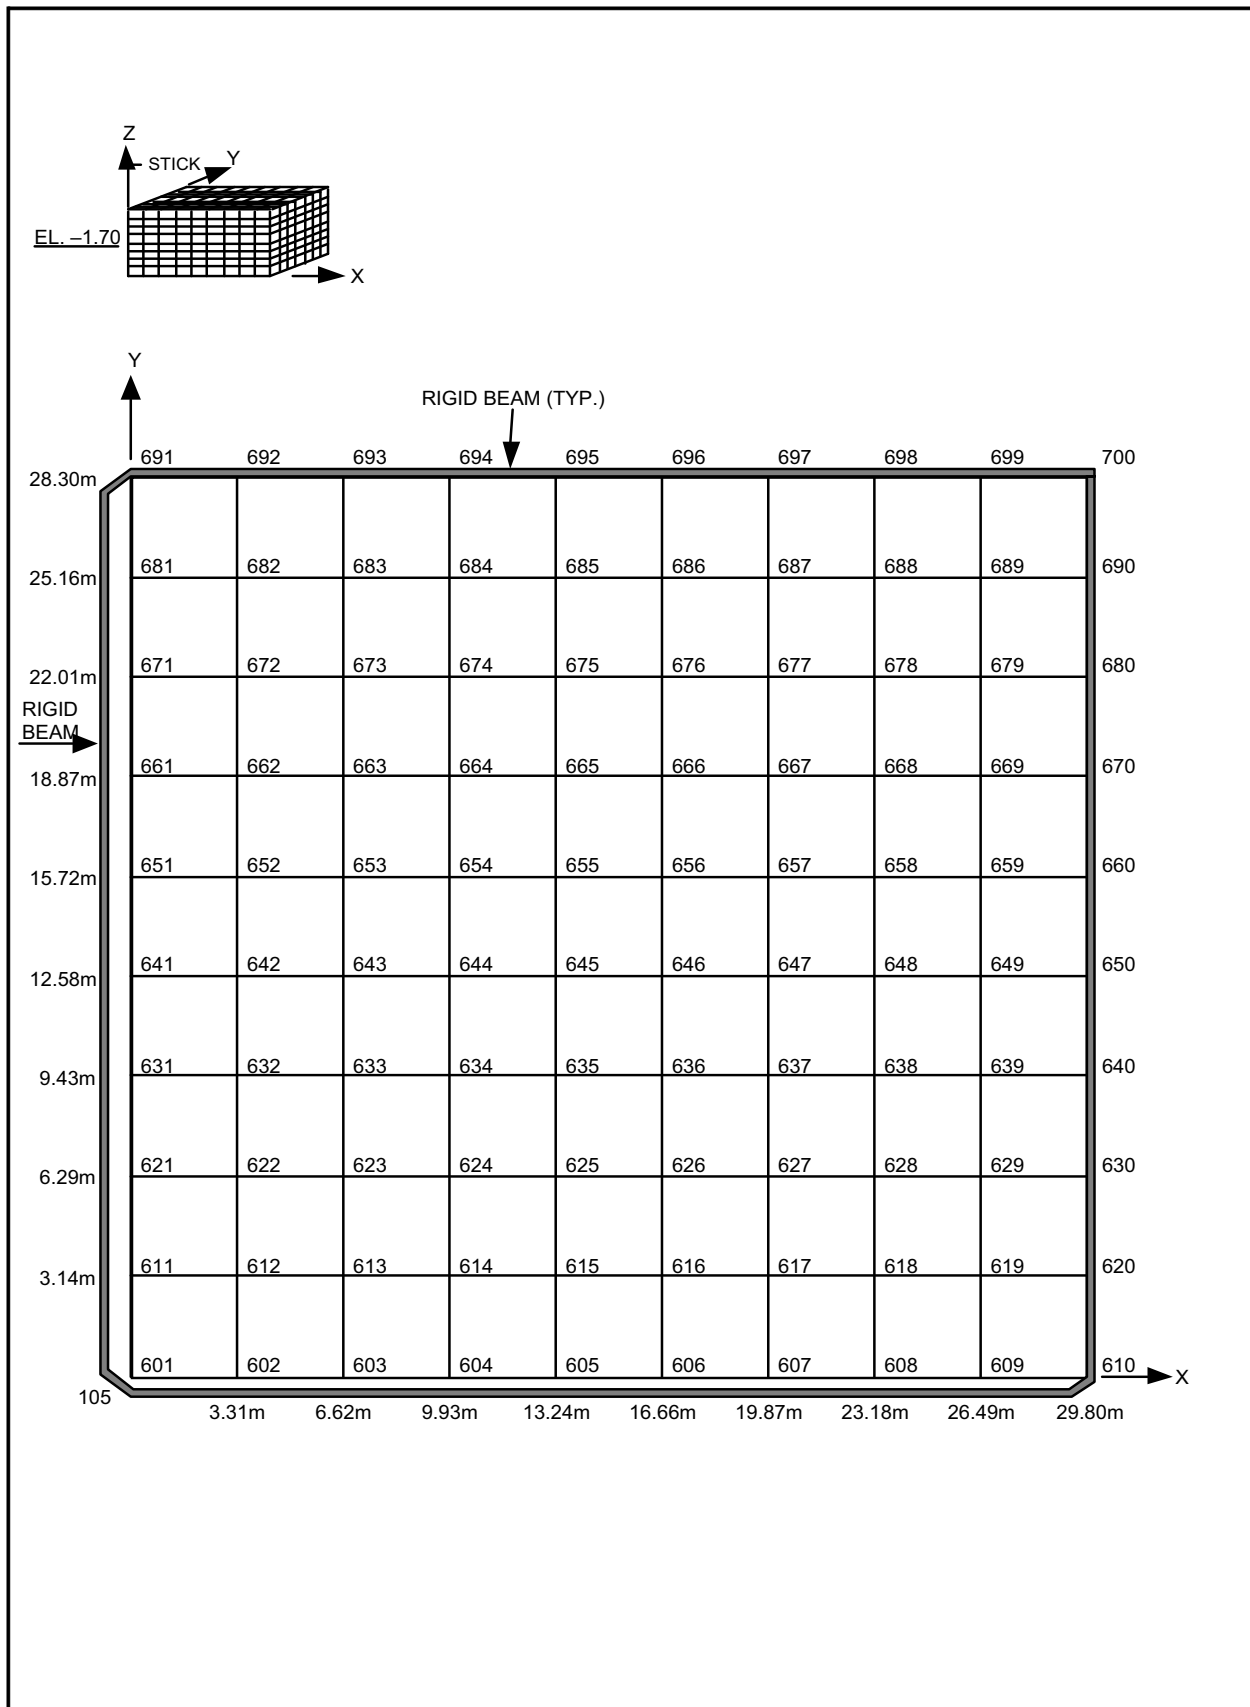 Z
STICK Y
EL. –1.70
X
Y
RIGID BEAM (TYP.)
691 692 693 694 695 696 697 698 699 700
28.30m
681 682 683 684 685 686 687 688 689 690
25.16m
671 672 673 674 675 676 677 678 679 680
22.01m
RIGID
BEAM
661 662 663 664 665 666 667 668 669 670
18.87m
651 652 653 654 655 656 657 658 659 660
15.72m
641 642 643 644 645 646 647 648 649 650
12.58m
631 632 633 634 635 636 637 638 639 640
9.43m
621 622 623 624 625 626 627 628 629 630
6.29m
611 612 613 614 615 616 617 618 619 620
3.14m
601 602 603 604 605 606 607 608 609 610
X
105
3.31m 6.62m 9.93m 13.24m 16.66m 19.87m 23.18m 26.49m 29.80m